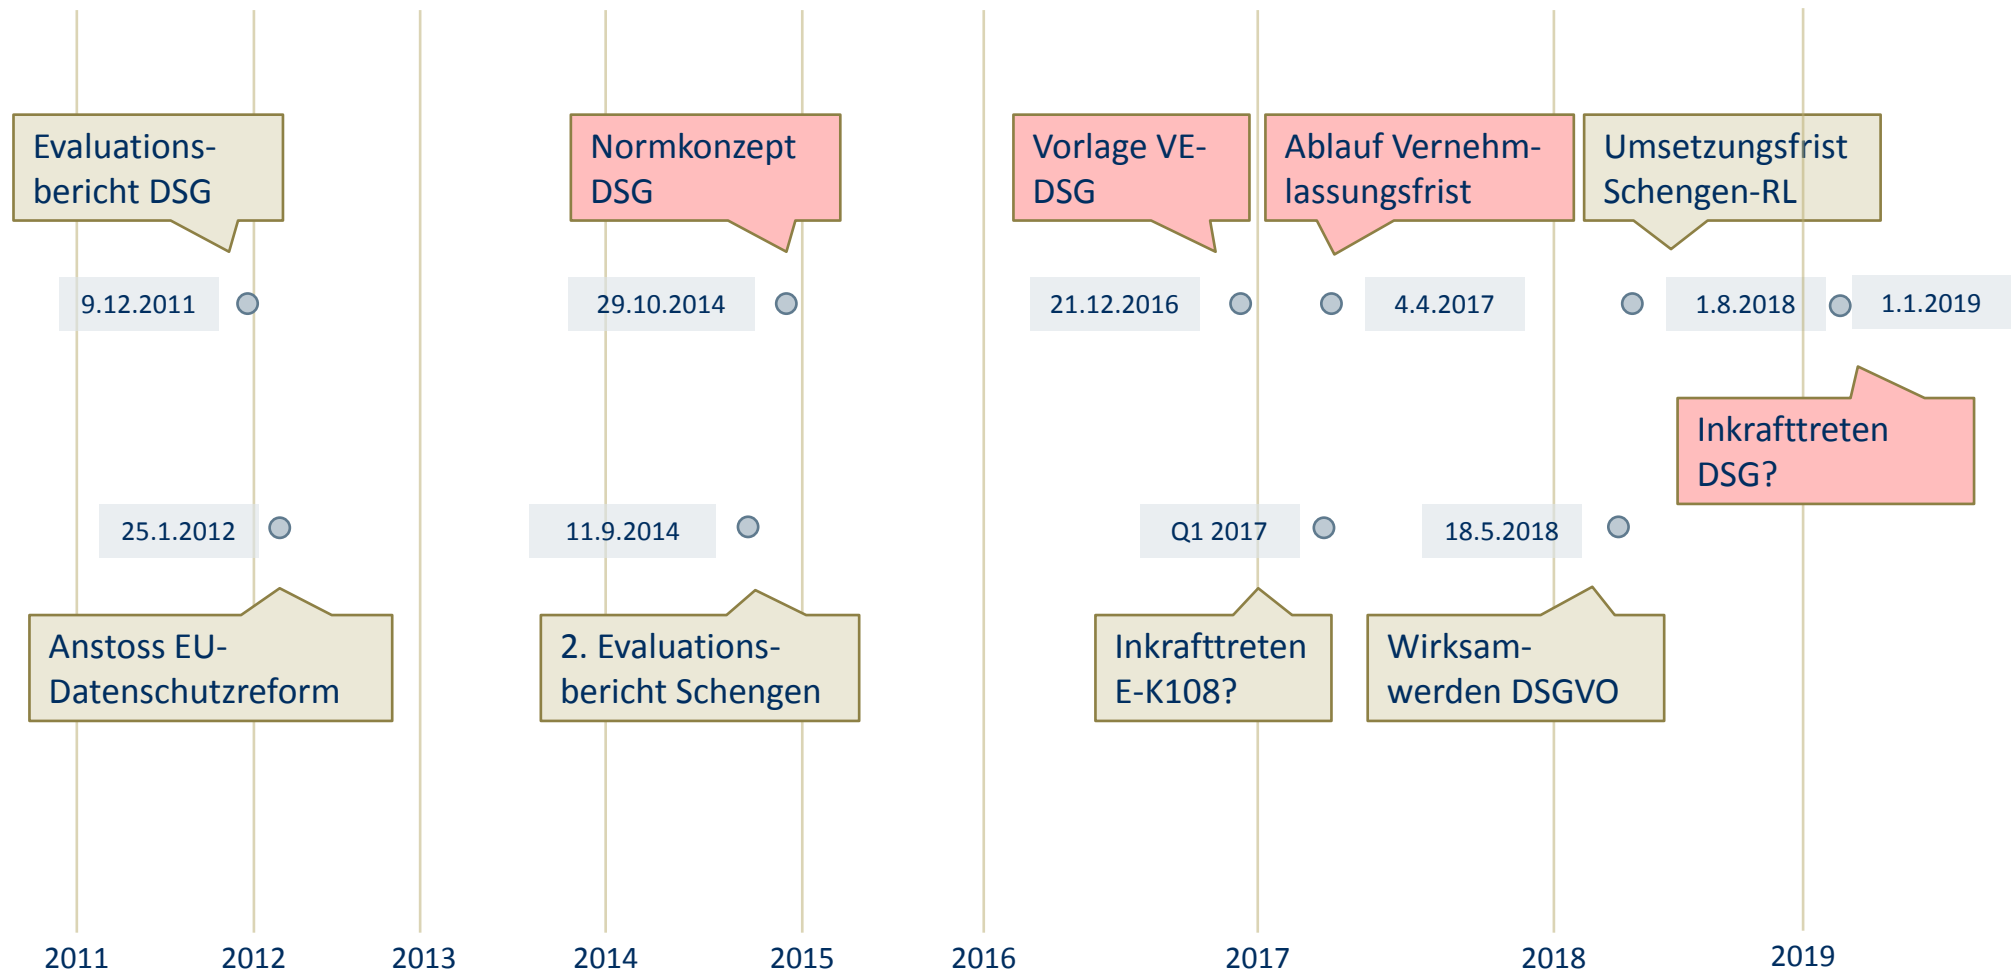 Evaluations-
bericht DSG
Normkonzept
DSG
Vorlage VE-
DSG
Ablauf Vernehm-
lassungsfrist
Umsetzungsfrist
Schengen-RL
9.12.2011
29.10.2014
21.12.2016
4.4.2017
1.8.2018
1.1.2019
Inkrafttreten
DSG?
25.1.2012
11.9.2014
Q1 2017
18.5.2018
Anstoss EU-
Datenschutzreform
2. Evaluations-
bericht Schengen
Inkrafttreten
E-K108?
Wirksam-
werden DSGVO
2011
2012
2013
2014
2015
2016
2017
2018
2019